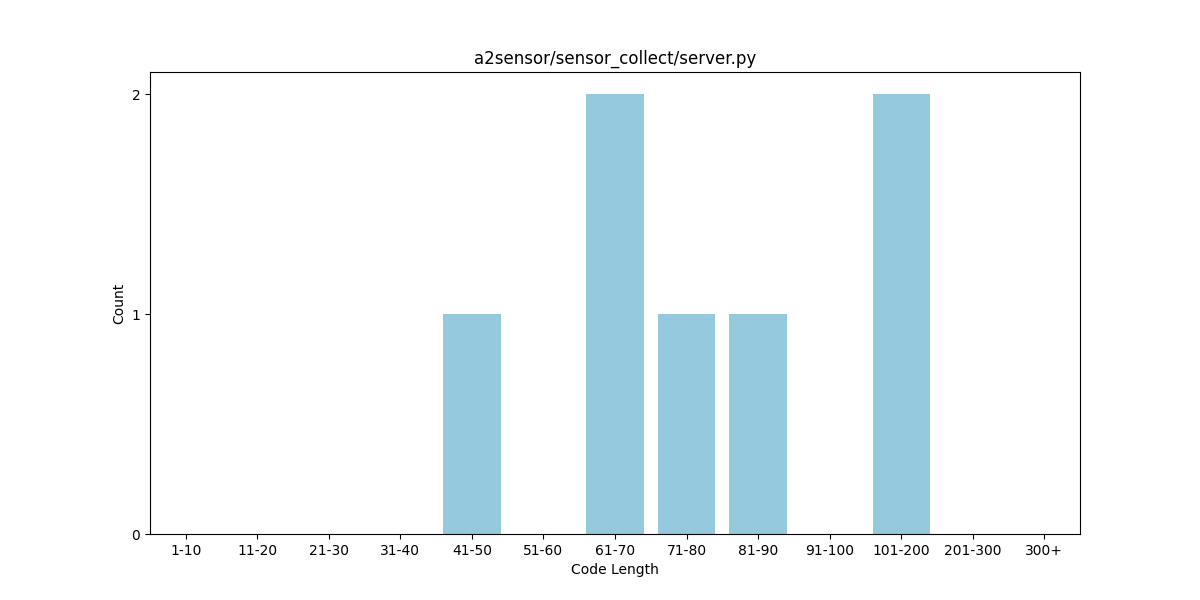 a2sensor/sensor_collect/server.py
2
1
0
Count
1-10 11-20 21-30 31-40 41-50 51-60 61-70 71-80 81-90 91-100 101-200 201-300 300+
Code Length